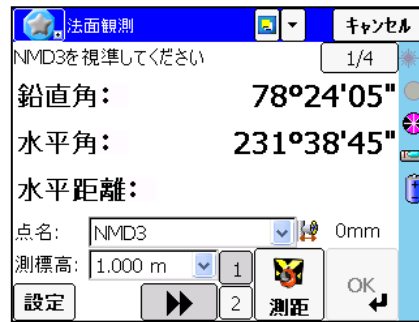 法面観測 キャンセル
NMD3を視準してください 1/4
鉛直角: 78°24'05"
水平角: 231°38'45"
水平距離:
点名: NMD3 0mm
測標高: 1.000 m 1
設定 2 測距 OK